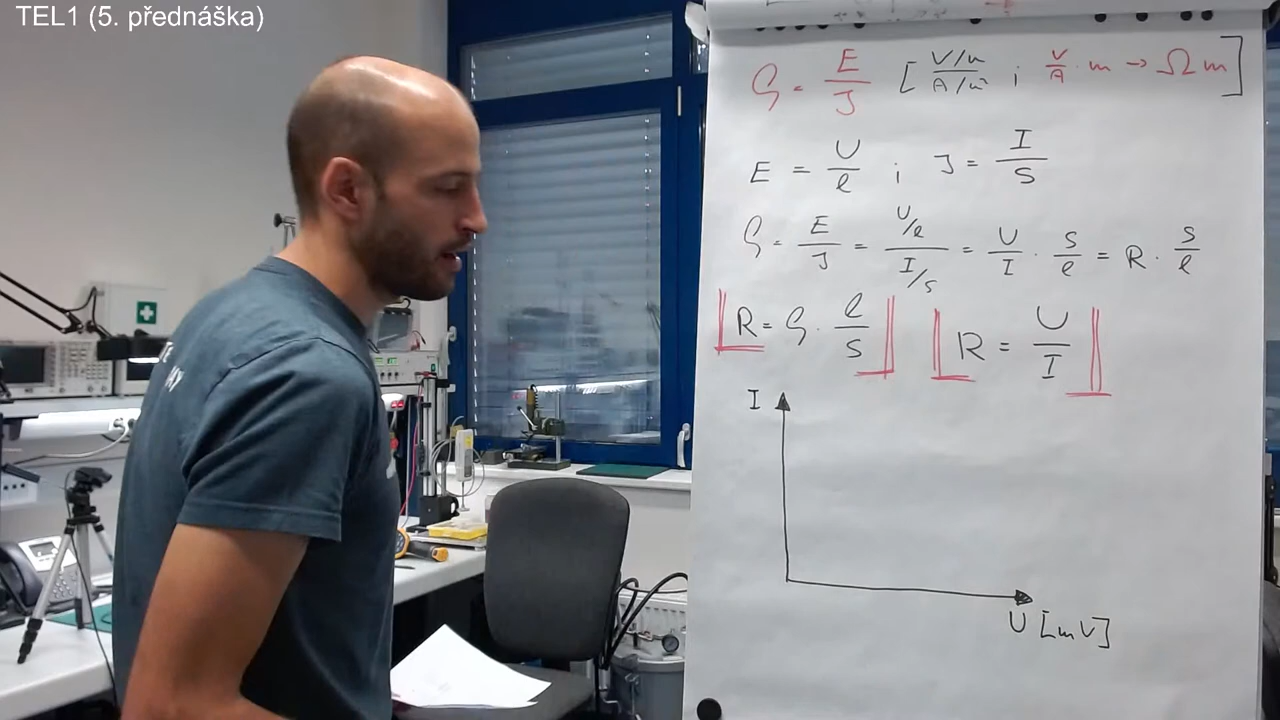 TEL1 (5. přednáška)
ρ = E/J [ V/m / A/m² ; V/A · m → Ωm ]
E = U/l ; J = I/S
ρ = E/J = U/l / I/S = U/I · S/l = R · S/l
R = ρ · l/S R = U/I
I
U [mV]